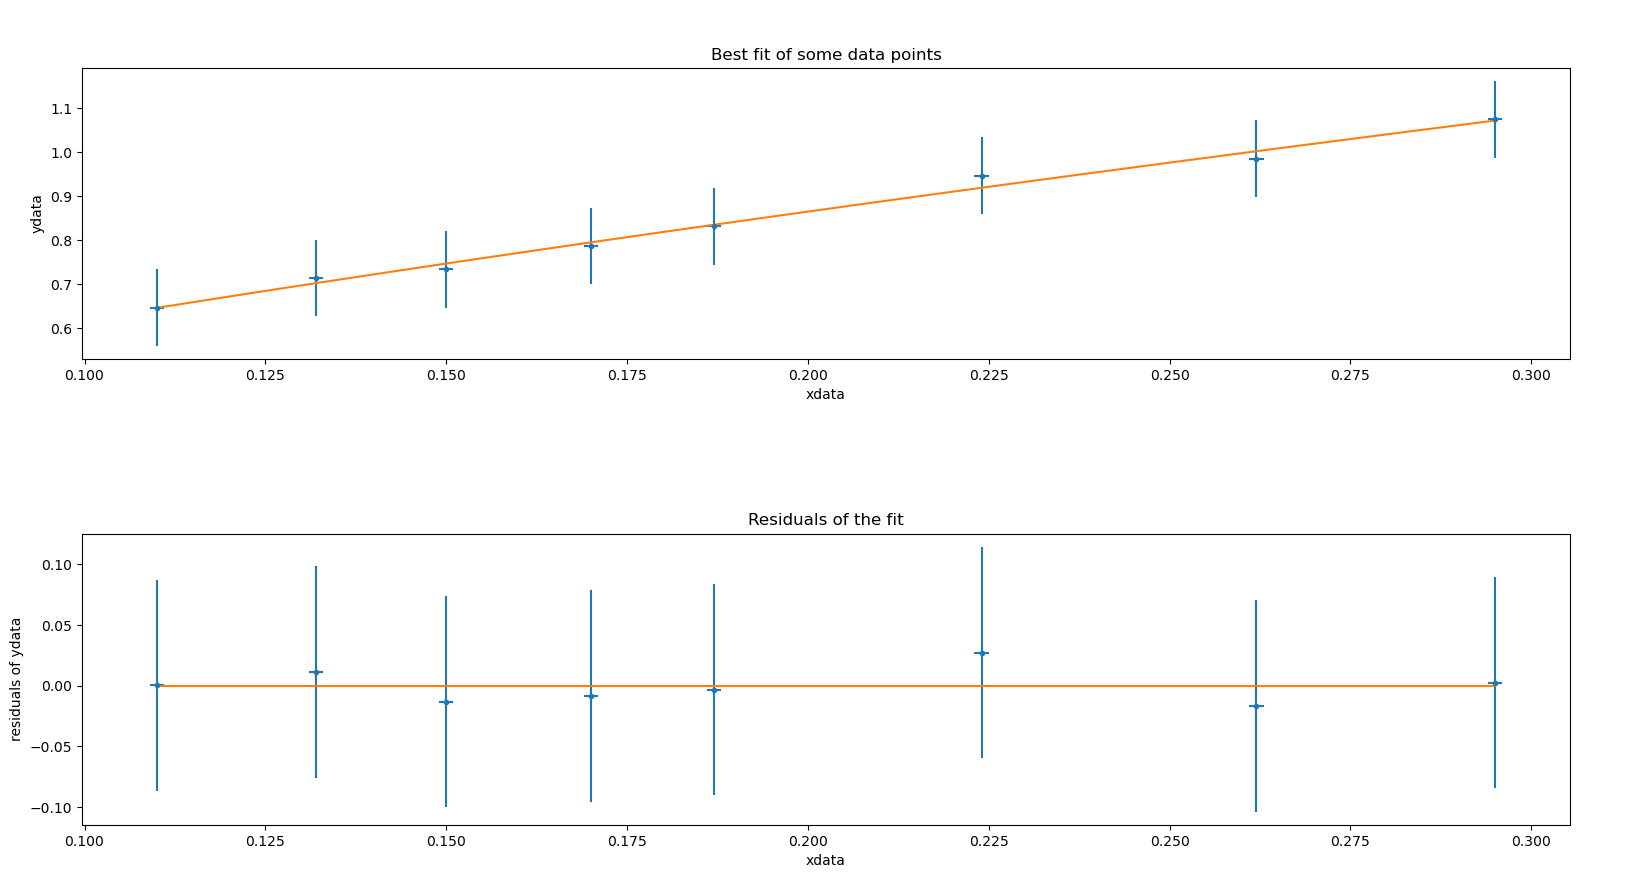 Best fit of some data points
ydata
1.1
1.0
0.9
0.8
0.7
0.6
0.100 0.125 0.150 0.175 0.200 0.225 0.250 0.275 0.300
xdata
Residuals of the fit
residuals of ydata
0.10
0.05
0.00
−0.05
−0.10
0.100 0.125 0.150 0.175 0.200 0.225 0.250 0.275 0.300
xdata